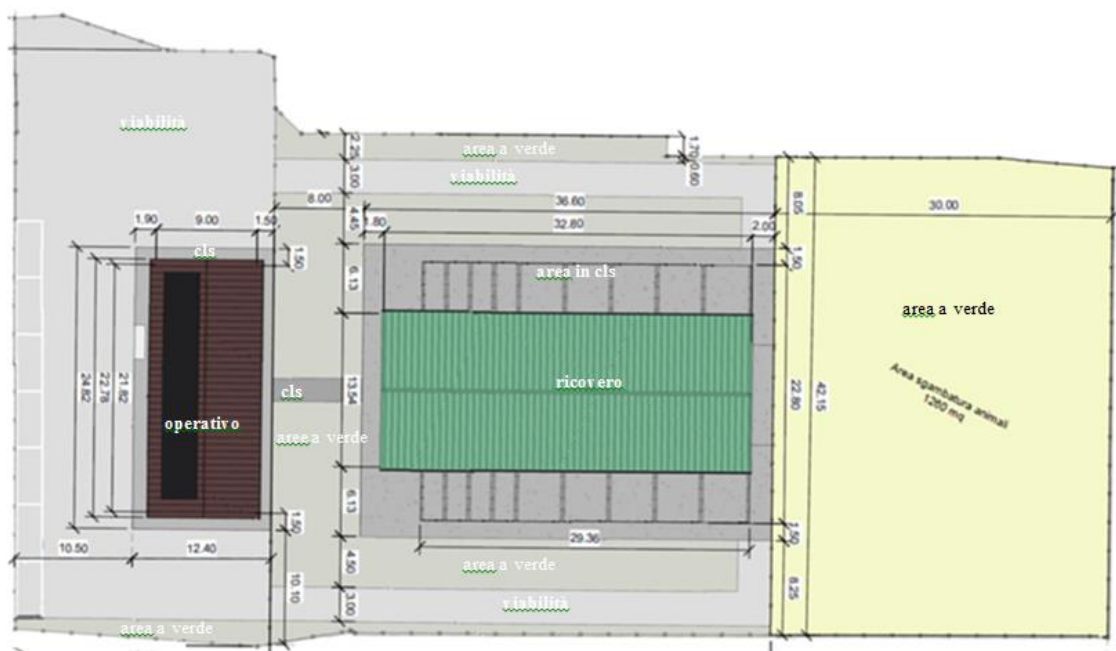 viabilità
area a verde
viabilità
2.25
3.00
1.70
0.60
8.00
36.60
30.00
8.05
4.45
1.80
32.80
2.00
1.90
9.00
1.50
cls
1.50
area in cls
1.50
6.13
area a verde
ricovero
Area sgambatura animali
1260 mq
24.82
22.78
21.82
13.54
22.80
42.15
cls
operativo
aree a verde
6.13
1.50
29.36
1.50
10.50
12.40
4.50
area a verde
10.10
8.25
3.00
viabilità
area a verde